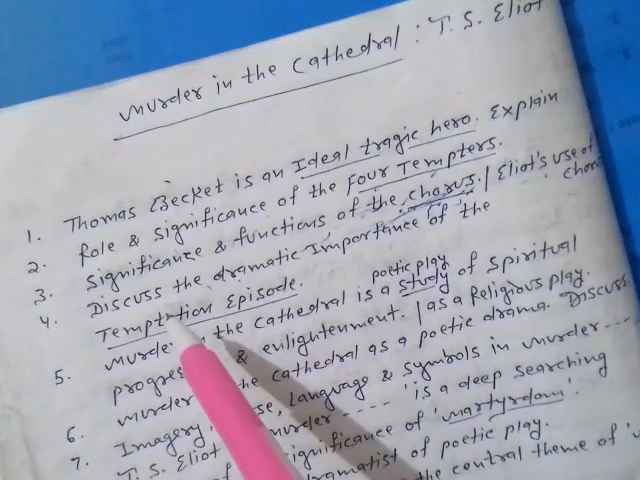 Murder in the Cathedral : T. S. Eliot
1. Thomas Becket is an Ideal tragic hero. Explain
2. Role & significance of the Four Tempters.
3. Significance & functions of the chorus. / Eliot's use of chorus
4. Discuss the dramatic Importance of the
Temptation Episode.
poetic play
5. Murder in the Cathedral is a study of spiritual
progress & enlightenment. / as a Religious play.
6. Murder the Cathedral as a poetic drama. Discuss.
7. Imagery, Language & symbols in Murder ----
T. S. Eliot Murder ---- 'is a deep searching
significance of 'martyrdom'.
dramatist of poetic play.
the central theme of